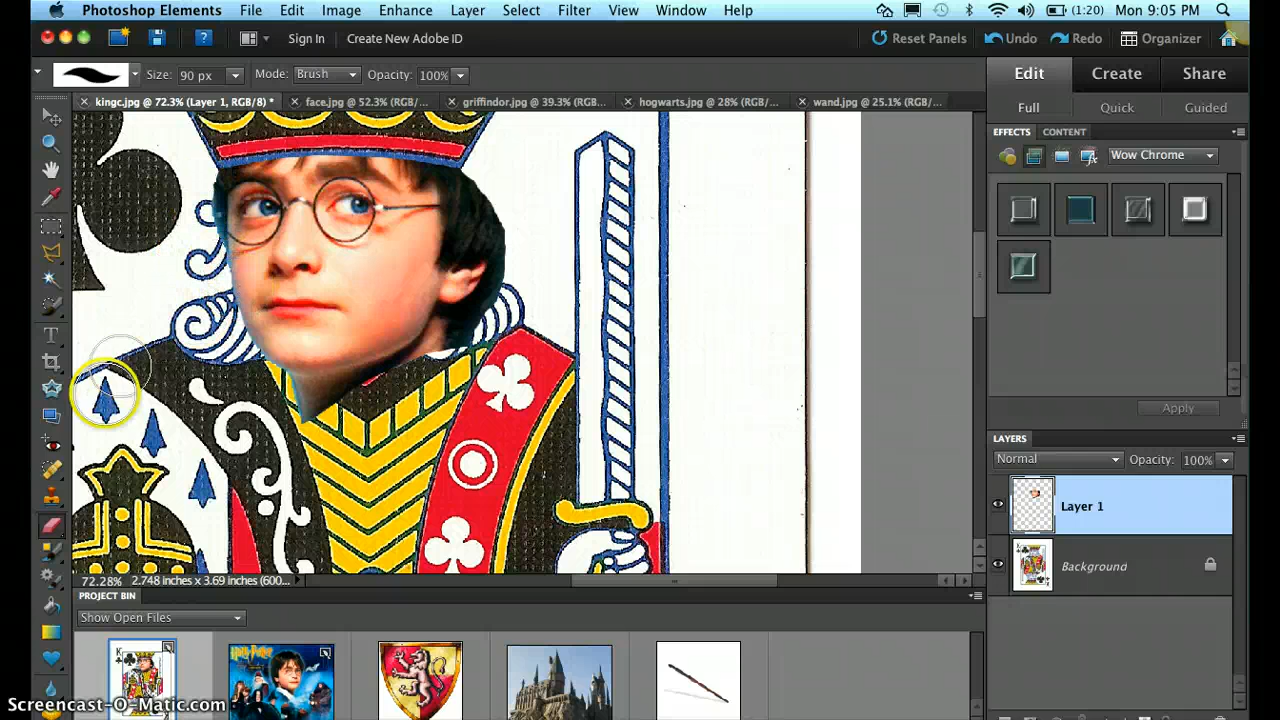 Photoshop Elements File Edit Image Enhance Layer Select Filter View Window Help (1:20) Mon 9:05 PM
Sign In Create New Adobe ID Reset Panels Undo Redo Organizer
Size: 90 px Mode: Brush Opacity: 100%
Edit Create Share
kingc.jpg @ 72.3% (Layer 1, RGB/8) * face.jpg @ 52.3% (RGB/... griffindor.jpg @ 39.3% (RGB/... hogwarts.jpg @ 28% (RGB/... wand.jpg @ 25.1% (RGB/...
Full Quick Guided
EFFECTS CONTENT
Wow Chrome
Apply
LAYERS
Normal Opacity: 100%
Layer 1
Background
72.28% 2.748 inches x 3.69 inches (600...
PROJECT BIN
Show Open Files
K
Harry Potter
Screencast-O-Matic.com